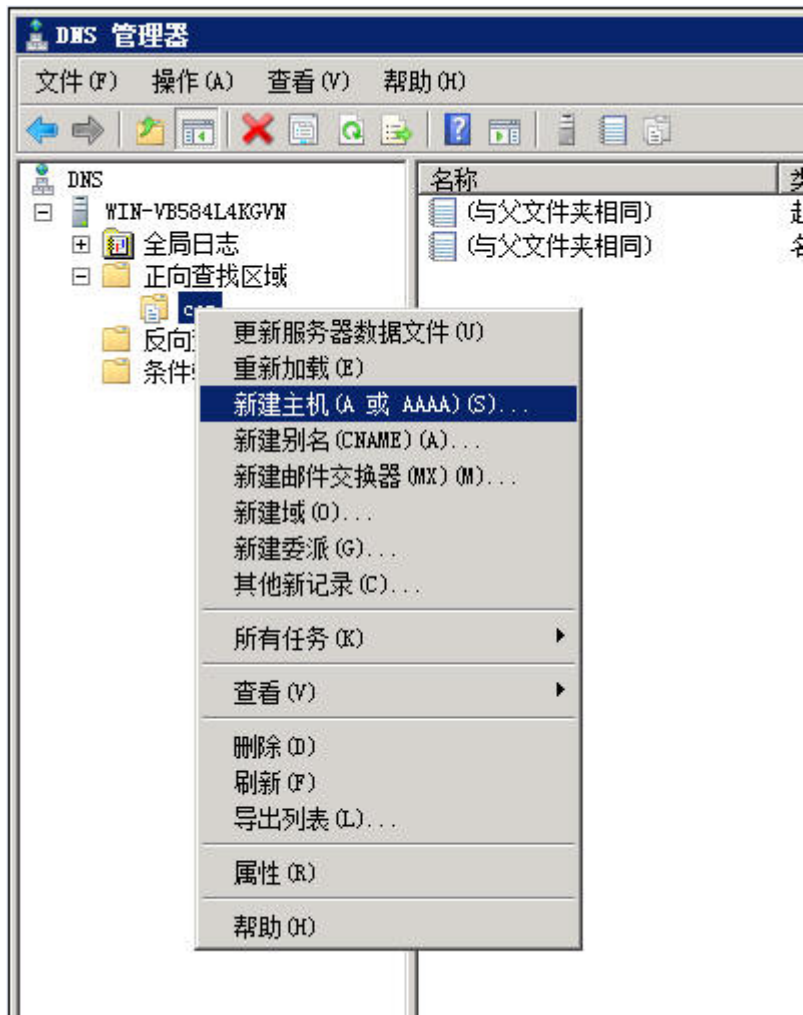 DNS 管理器
文件(F) 操作(A) 查看(V) 帮助(H)
DNS
WIN-VB584L4KGVN
全局日志
正向查找区域
反向
条件
名称
(与父文件夹相同)
(与父文件夹相同)
更新服务器数据文件(U)
重新加载(E)
新建主机(A 或 AAAA)(S)...
新建别名(CNAME)(A)...
新建邮件交换器(MX)(M)...
新建域(O)...
新建委派(G)...
其他新记录(C)...
所有任务(K)
查看(V)
删除(D)
刷新(F)
导出列表(L)...
属性(R)
帮助(H)